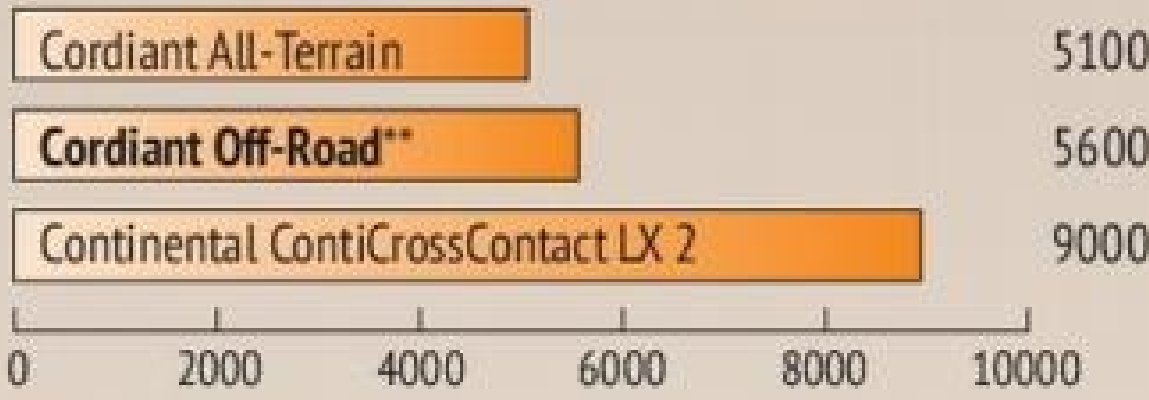 Cordiant All-Terrain 5100
Cordiant Off-Road** 5600
Continental ContiCrossContact LX 2 9000
0 2000 4000 6000 8000 10000